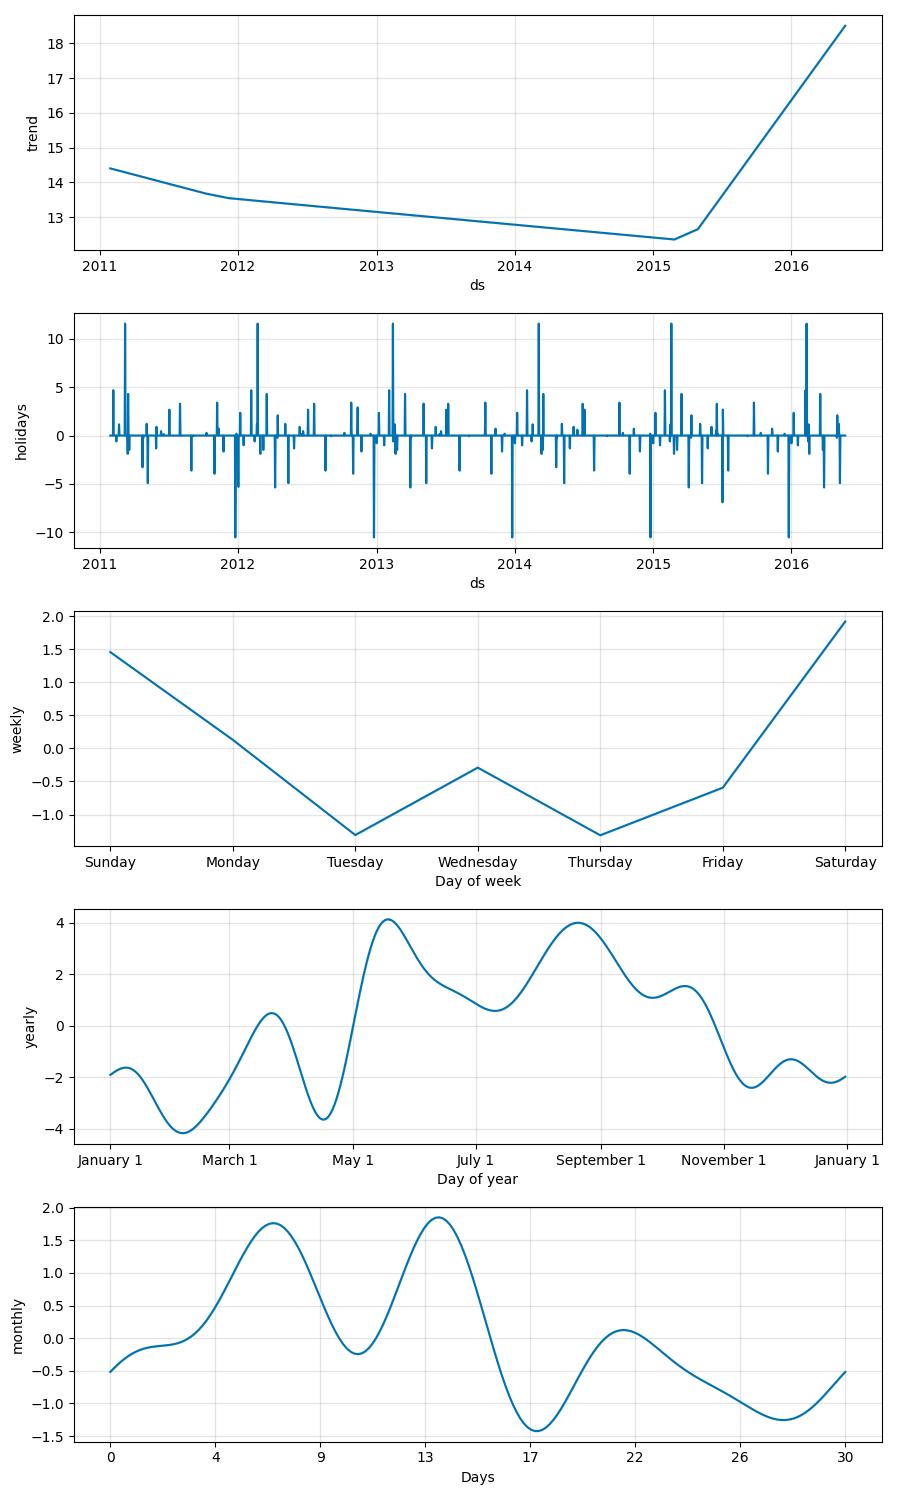 18
17
16
15
14
13
trend
2011 2012 2013 2014 2015 2016
ds
10
5
0
−5
−10
holidays
2011 2012 2013 2014 2015 2016
ds
2.0
1.5
1.0
0.5
0.0
−0.5
−1.0
weekly
Sunday Monday Tuesday Wednesday Thursday Friday Saturday
Day of week
4
2
0
−2
−4
yearly
January 1 March 1 May 1 July 1 September 1 November 1 January 1
Day of year
2.0
1.5
1.0
0.5
0.0
−0.5
−1.0
−1.5
monthly
0 4 9 13 17 22 26 30
Days